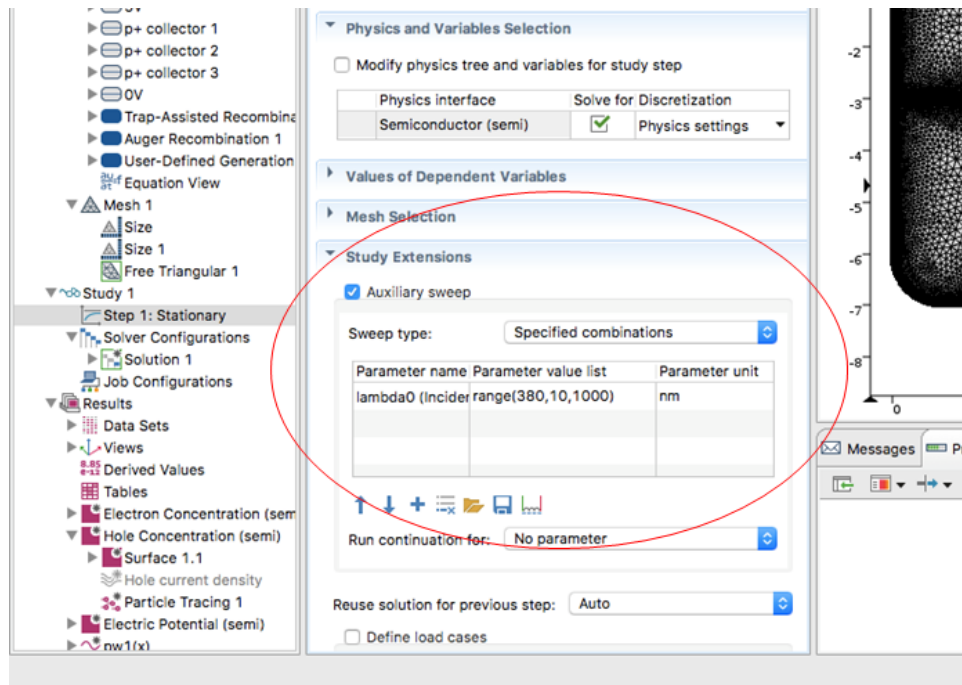 0V
p+ collector 1
p+ collector 2
p+ collector 3
0V
Trap-Assisted Recombina
Auger Recombination 1
User-Defined Generation
Equation View
Mesh 1
Size
Size 1
Free Triangular 1
Study 1
Step 1: Stationary
Solver Configurations
Solution 1
Job Configurations
Results
Data Sets
Views
8.85
e-12
Derived Values
Tables
Electron Concentration (sem
Hole Concentration (semi)
Surface 1.1
Hole current density
Particle Tracing 1
Electric Potential (semi)
pw1(x)
Physics and Variables Selection
Modify physics tree and variables for study step
Physics interface Solve for Discretization
Semiconductor (semi) Physics settings
Values of Dependent Variables
Mesh Selection
Study Extensions
Auxiliary sweep
Sweep type: Specified combinations
Parameter name Parameter value list Parameter unit
lambda0 (Inciden range(380,10,1000) nm
Run continuation for: No parameter
Reuse solution for previous step: Auto
Define load cases
-2
-3
-4
-5
-6
-7
-8
0
Messages P